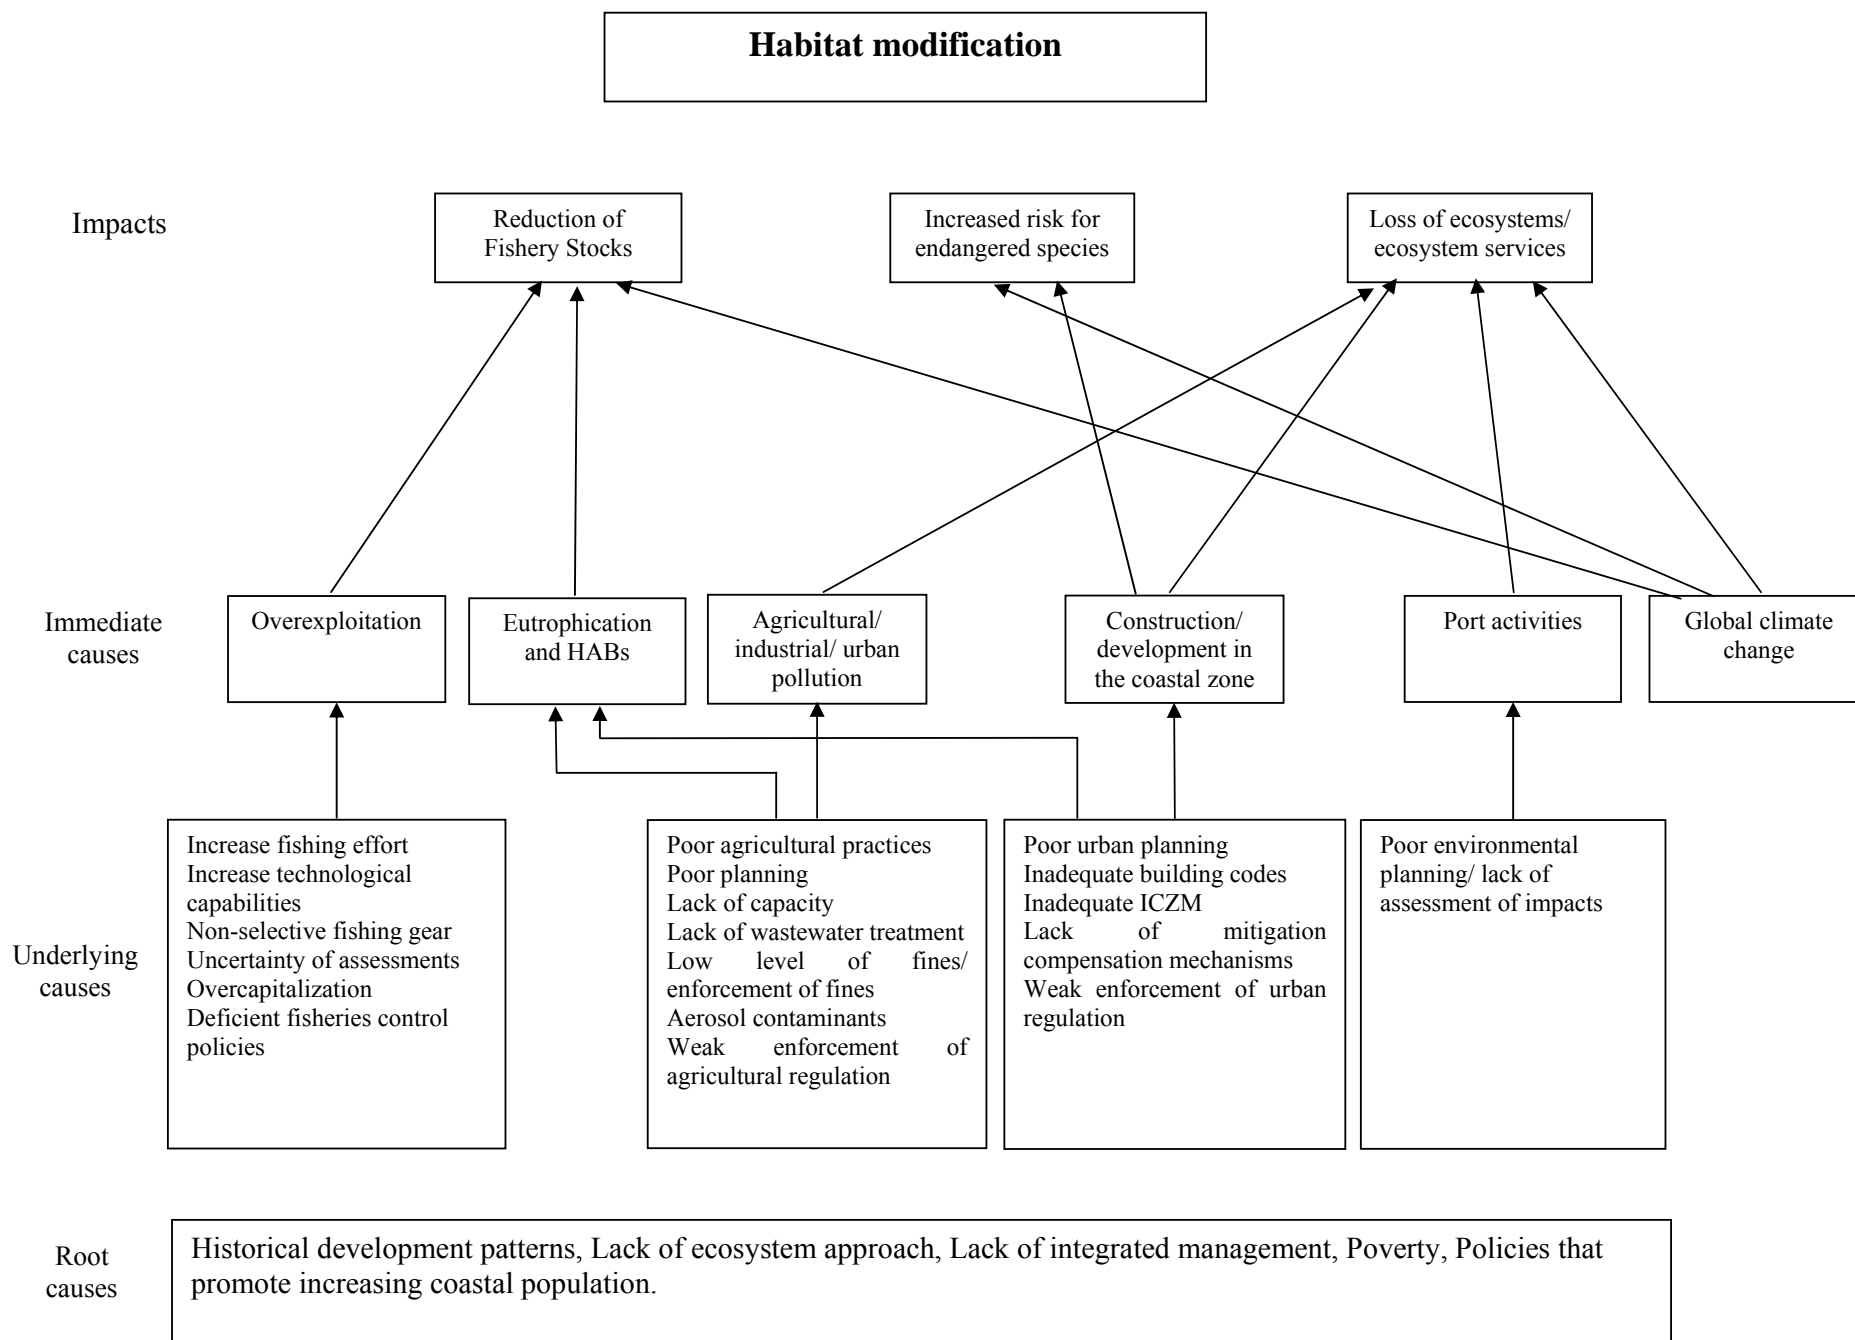 Habitat modification
Impacts
Reduction of
Fishery Stocks
Increased risk for
endangered species
Loss of ecosystems/
ecosystem services
Immediate
causes
Overexploitation
Eutrophication
and HABs
Agricultural/
industrial/ urban
pollution
Construction/
development in
the coastal zone
Port activities
Global climate
change
Underlying
causes
Increase fishing effort
Increase technological
capabilities
Non-selective fishing gear
Uncertainty of assessments
Overcapitalization
Deficient fisheries control
policies
Poor agricultural practices
Poor planning
Lack of capacity
Lack of wastewater treatment
Low level of fines/
enforcement of fines
Aerosol contaminants
Weak enforcement of
agricultural regulation
Poor urban planning
Inadequate building codes
Inadequate ICZM
Lack of mitigation
compensation mechanisms
Weak enforcement of urban
regulation
Poor environmental
planning/ lack of
assessment of impacts
Root
causes
Historical development patterns, Lack of ecosystem approach, Lack of integrated management, Poverty, Policies that
promote increasing coastal population.